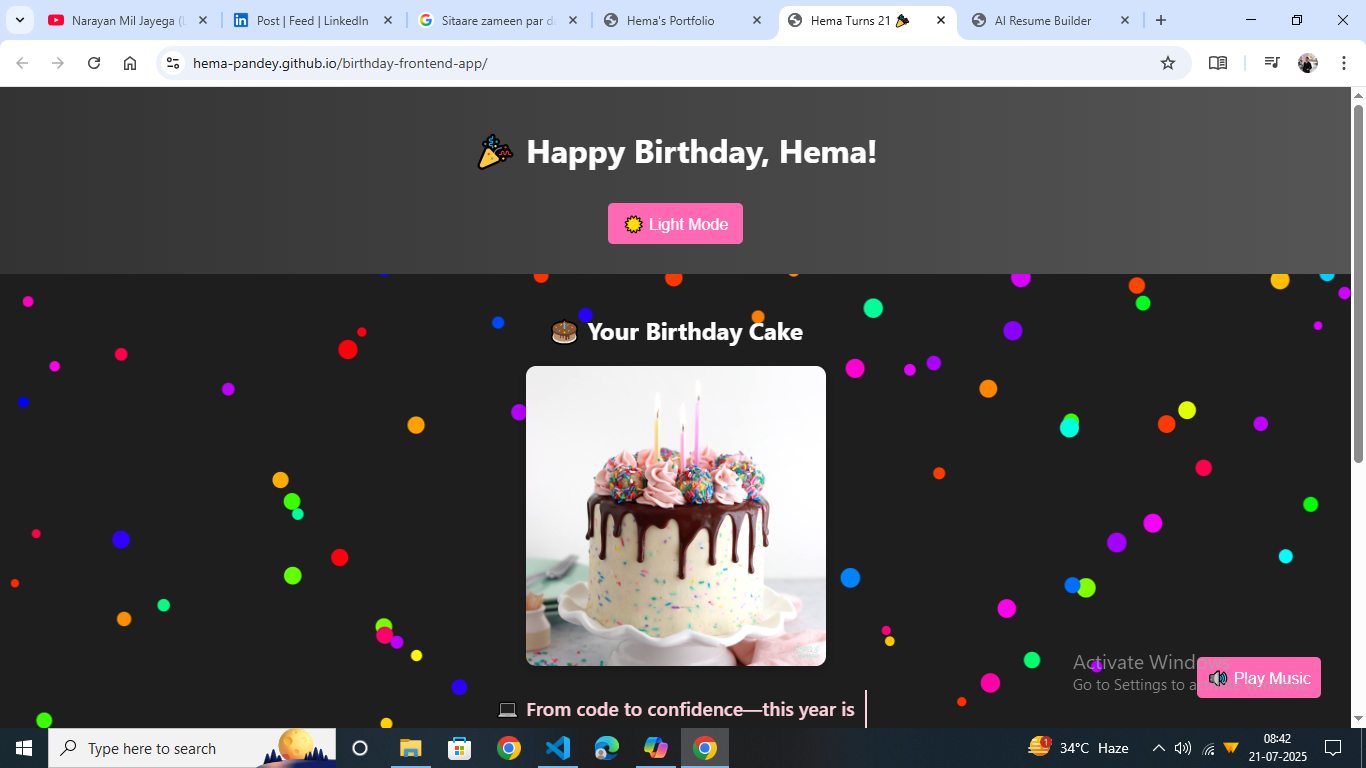 Narayan Mil Jayega (L
Post | Feed | LinkedIn
Sitaare zameen par d
Hema's Portfolio
Hema Turns 21 🎉
AI Resume Builder
hema-pandey.github.io/birthday-frontend-app/
🎉 Happy Birthday, Hema!
Light Mode
🎂 Your Birthday Cake
💻 From code to confidence—this year is
Activate Windows
Go to Settings to a
🔊 Play Music
Type here to search
1
34°C Haze
08:42
21-07-2025